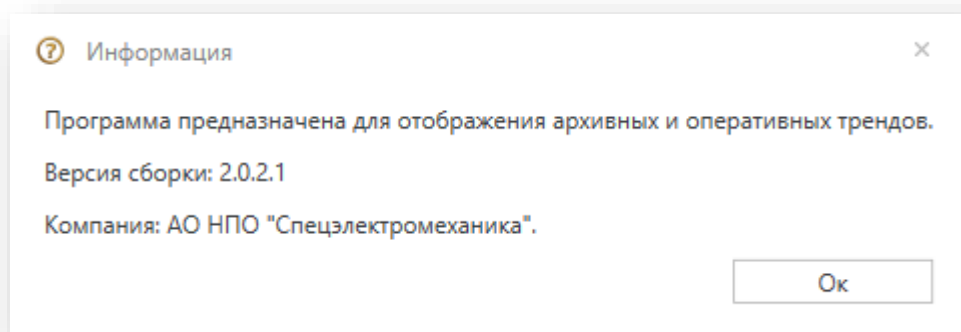 Информация
Программа предназначена для отображения архивных и оперативных трендов.
Версия сборки: 2.0.2.1
Компания: АО НПО "Спецэлектромеханика".
Ок